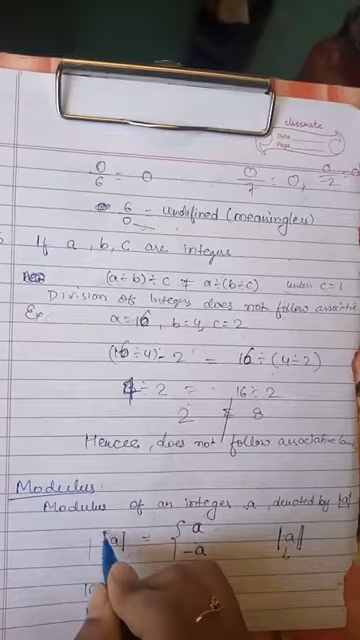 classmate
Date
Page
0/6 = 0    0/7 = 0, 0/-2 = 0
6/0 = undefined (meaningless)
If a, b, c are integers
(a÷b)÷c ≠ a÷(b÷c) unless c=1
Division of Integers does not follow associative
Ex. a=16, b=4, c=2
(16÷4)÷2 = 16÷(4÷2)
4÷2 = 16÷2
2 ≠ 8
Hences, does not follow associative law
Modulus
Modulus of an integers a, denoted by |a|
|a| = { a    |a|
-a